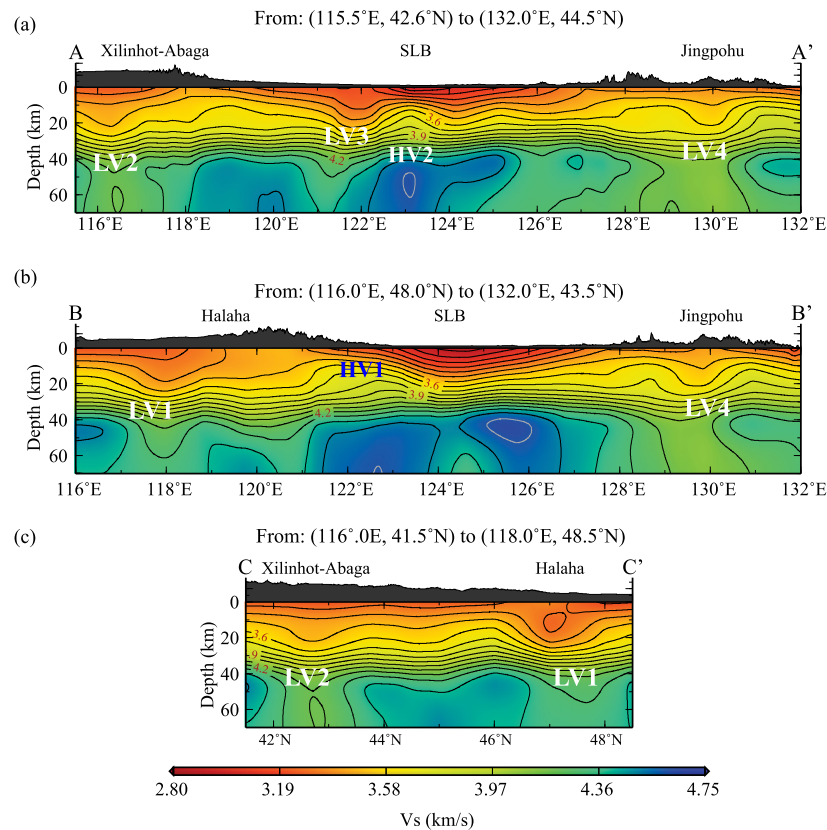 (a)
From: (115.5°E, 42.6°N) to (132.0°E, 44.5°N)
A Xilinhot-Abaga SLB Jingpohu A’
0
20
40
60
Depth (km)
3.6
3.9
4.2
LV3
LV2
HV2
LV4
116°E 118°E 120°E 122°E 124°E 126°E 128°E 130°E 132°E
(b)
From: (116.0°E, 48.0°N) to (132.0°E, 43.5°N)
B Halaha SLB Jingpohu B’
0
20
40
60
Depth (km)
HV1
3.6
3.9
4.2
LV1
LV4
116°E 118°E 120°E 122°E 124°E 126°E 128°E 130°E 132°E
(c)
From: (116°.0E, 41.5°N) to (118.0°E, 48.5°N)
C Xilinhot-Abaga Halaha C’
0
20
40
60
Depth (km)
3.6
9
4.2
LV2
LV1
42°N 44°N 46°N 48°N
2.80 3.19 3.58 3.97 4.36 4.75
Vs (km/s)